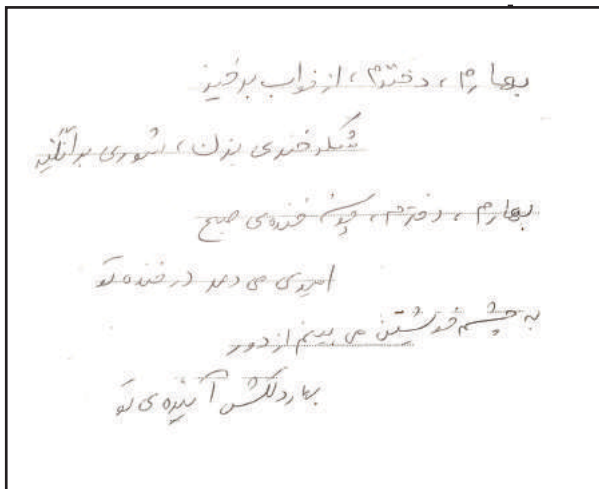 بهارم ، دخترم ، از خواب برخیز
شکرخندی بزن ، شوری برانگیز
بهارم ، دخترم ، چون خنده‌ی صبح
امیدی می دمد در خنده تو
به چشم خویشتن می بینم از دور
بهار دلکش آینده ی تو